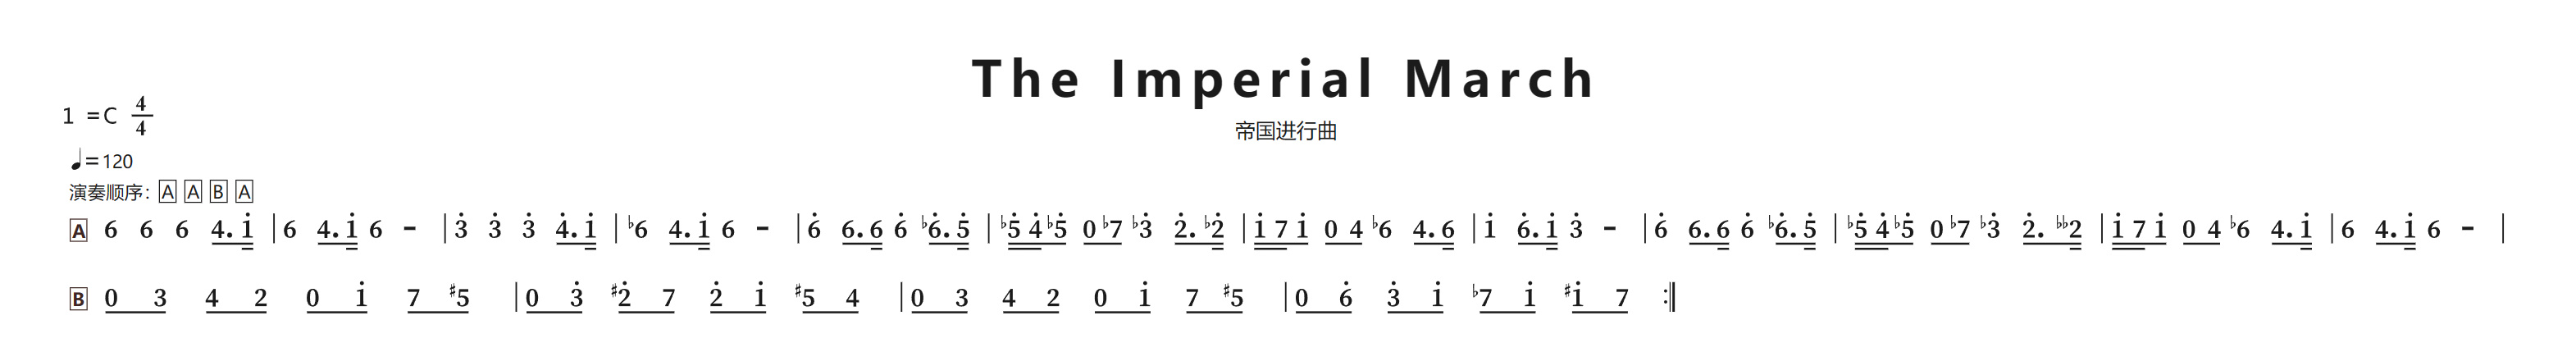 The Imperial March
帝国进行曲
1 =C 4/4
♩=120
演奏顺序: A A B A
A 6 6 6 4. i̇ | 6 4. i̇ 6 - | 3̇ 3̇ 3̇ 4̇. i̇ | ♭6 4. i̇ 6 - | 6̇ 6. 6 6̇ ♭6̇. 5̇ | ♭5̇ 4̇ ♭5̇ 0 ♭7 ♭3̇ 2̇. ♭2̇ | i̇ 7 i̇ 0 4 ♭6 4. 6 | i̇ 6. i̇ 3̇ - | 6̇ 6. 6 6̇ ♭6̇. 5̇ | ♭5̇ 4̇ ♭5̇ 0 ♭7 ♭3̇ 2̇. ♭♭2 | i̇ 7 i̇ 0 4 ♭6 4. i̇ | 6 4. i̇ 6 - |
B 0 3 4 2 0 i̇ 7 ♯5 | 0 3̇ ♯2̇ 7 2̇ i̇ ♯5 4 | 0 3 4 2 0 i̇ 7 ♯5 | 0 6̇ 3̇ i̇ ♭7 i̇ ♯i̇ 7 :‖